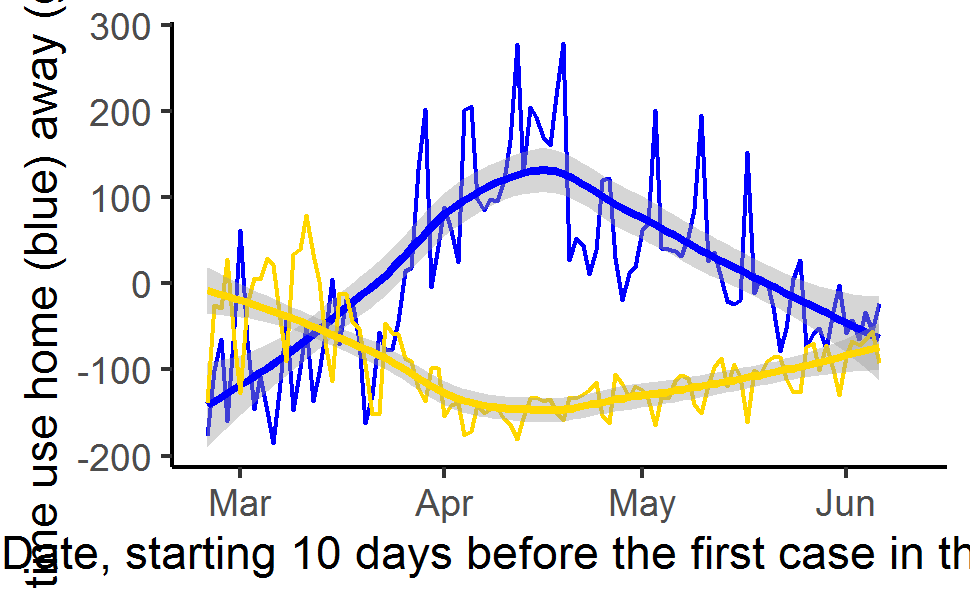 time use home (blue) away (
300
200
100
0
-100
-200
Mar Apr May Jun
Date, starting 10 days before the first case in th